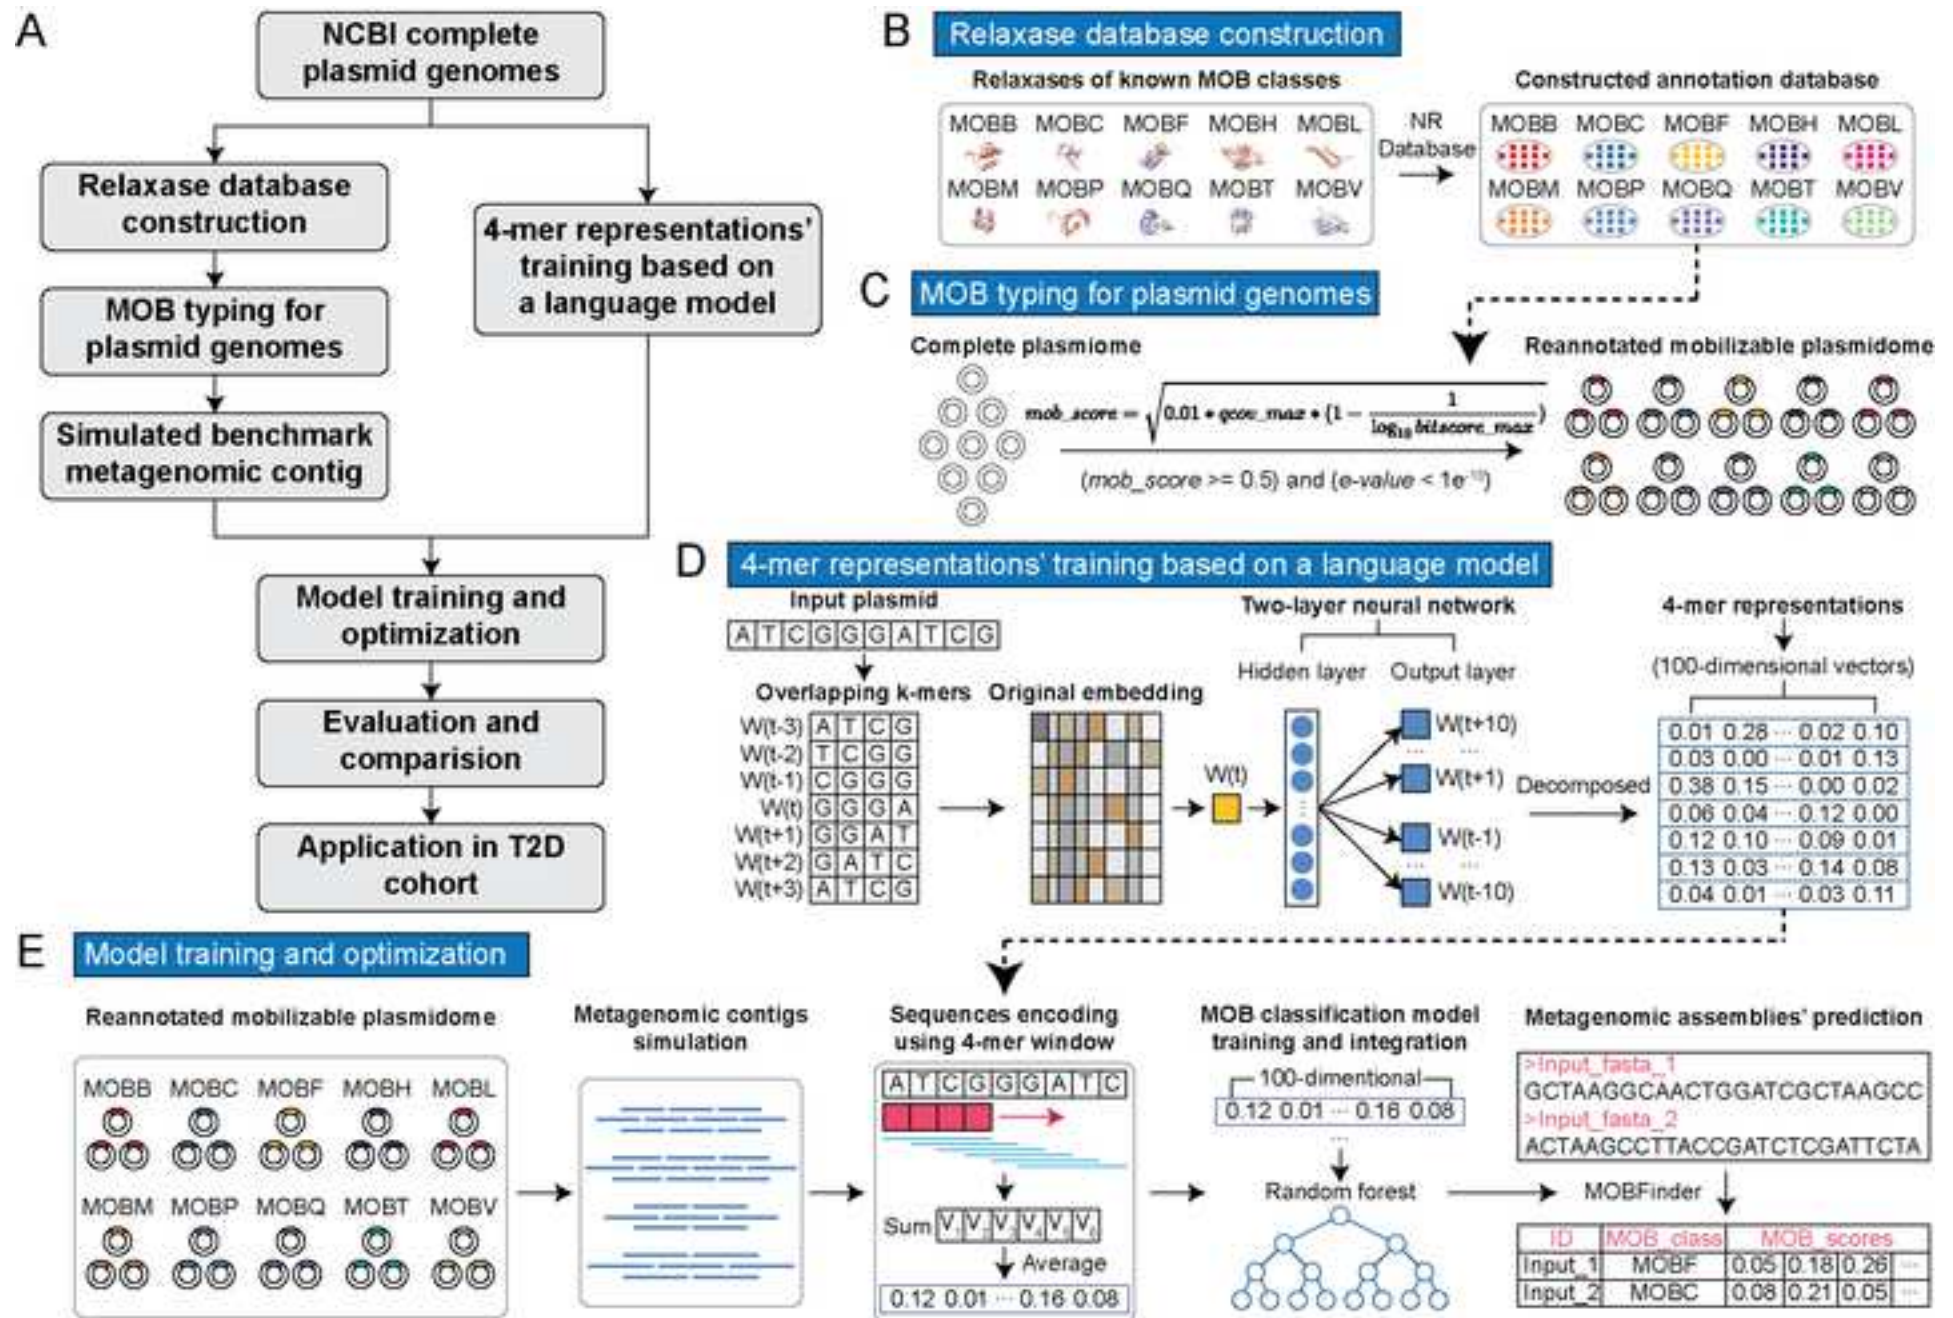 A
NCBI complete
plasmid genomes
Relaxase database
construction
4-mer representations'
training based on
a language model
MOB typing for
plasmid genomes
Simulated benchmark
metagenomic contig
Model training and
optimization
Evaluation and
comparision
Application in T2D
cohort
B
Relaxase database construction
Relaxases of known MOB classes
MOBB MOBC MOBF MOBH MOBL
MOBM MOBP MOBQ MOBT MOBV
NR
Database
Constructed annotation database
MOBB MOBC MOBF MOBH MOBL
MOBM MOBP MOBQ MOBT MOBV
C
MOB typing for plasmid genomes
Complete plasmiome
mob_score = √0.01 * qcov_max * (1 − 1 / log₁₀ bitscore_max)
(mob_score >= 0.5) and (e-value < 1e⁻¹⁰)
Reannotated mobilizable plasmidome
D
4-mer representations' training based on a language model
Input plasmid
A T C G G G A T C G
Overlapping k-mers
W(t-3) A T C G
W(t-2) T C G G
W(t-1) C G G G
W(t) G G G A
W(t+1) G G A T
W(t+2) G A T C
W(t+3) A T C G
Original embedding
W(t)
Two-layer neural network
Hidden layer
Output layer
W(t+10)
... ...
W(t+1)
W(t-1)
... ...
W(t-10)
Decomposed
4-mer representations
(100-dimensional vectors)
0.01 0.28 ... 0.02 0.10
0.03 0.00 ... 0.01 0.13
0.38 0.15 ... 0.00 0.02
0.06 0.04 ... 0.12 0.00
0.12 0.10 ... 0.09 0.01
0.13 0.03 ... 0.14 0.08
0.04 0.01 ... 0.03 0.11
E
Model training and optimization
Reannotated mobilizable plasmidome
MOBB MOBC MOBF MOBH MOBL
MOBM MOBP MOBQ MOBT MOBV
Metagenomic contigs
simulation
Sequences encoding
using 4-mer window
A T C G G G A T C
Sum V V V V V V
Average
0.12 0.01 ... 0.16 0.08
MOB classification model
training and integration
100-dimentional
0.12 0.01 ... 0.16 0.08
...
Random forest
Metagenomic assemblies' prediction
>Input_fasta_1
GCTAAGGCAACTGGATCGCTAAGCC
>Input_fasta_2
ACTAAGCCTTACCGATCTCGATTCTA
MOBFinder
ID MOB_class MOB_scores
Input_1 MOBF 0.05 0.18 0.26 ...
Input_2 MOBC 0.08 0.21 0.05 ...